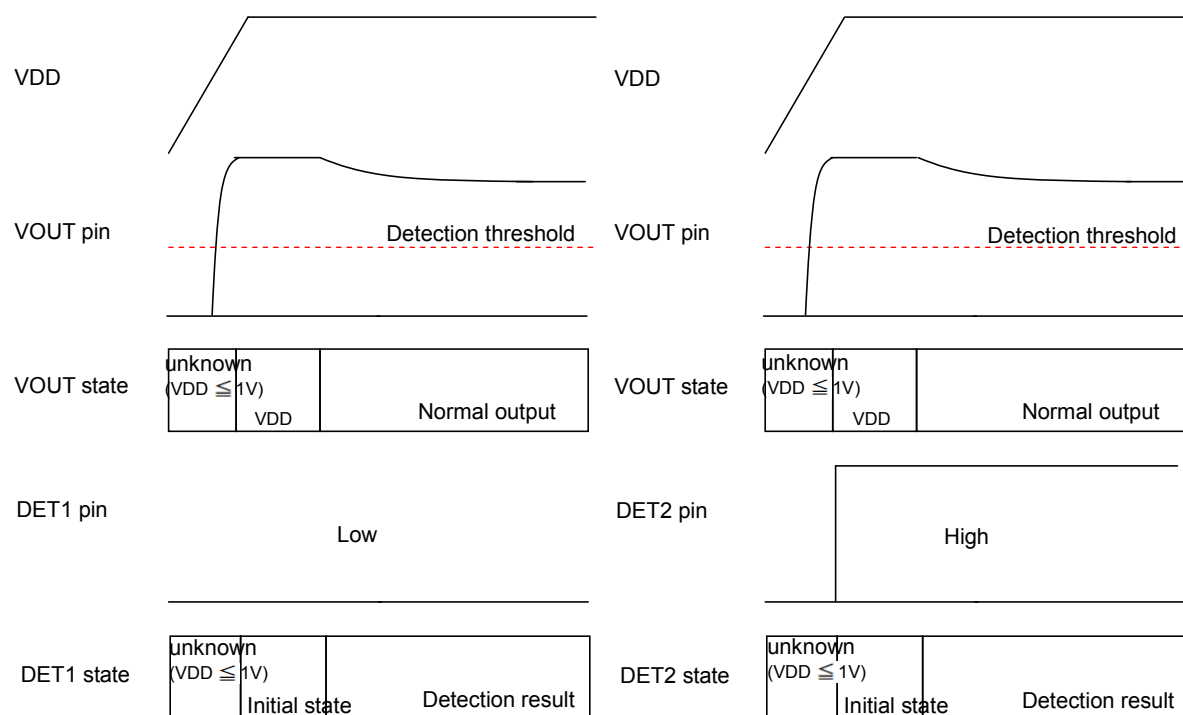 VDD
VDD
VOUT pin
Detection threshold
VOUT pin
Detection threshold
VOUT state
unknown
(VDD ≦ 1V)
VDD
Normal output
VOUT state
unknown
(VDD ≦ 1V)
VDD
Normal output
DET1 pin
Low
DET2 pin
High
DET1 state
unknown
(VDD ≦ 1V)
Initial state
Detection result
DET2 state
unknown
(VDD ≦ 1V)
Initial state
Detection result